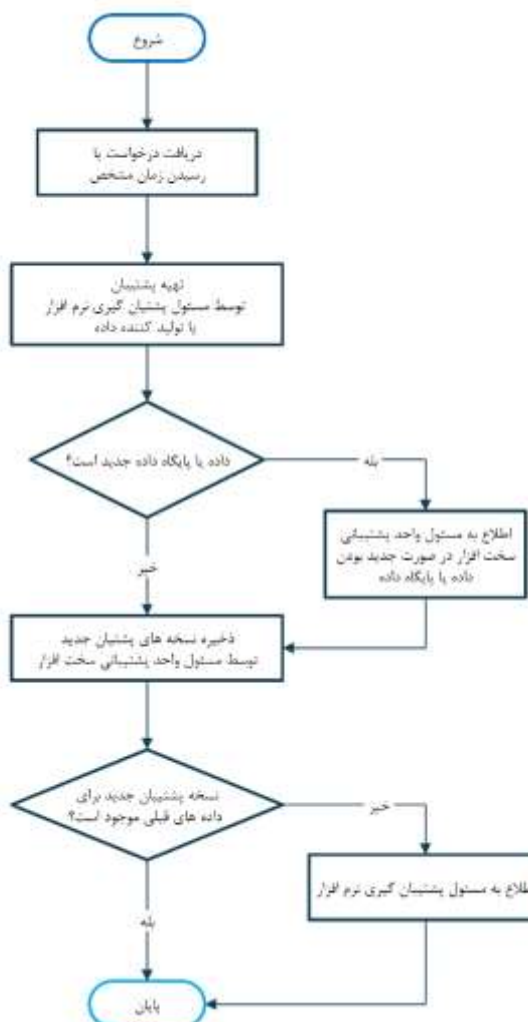 شروع
دریافت درخواست یا
رسیدن زمان مشخص
تهیه پشتیبان
توسط مسئول پشتیبان گیری نرم افزار
یا تولید کننده داده
داده یا پایگاه داده جدید است؟
بله
اطلاع به مسئول واحد پشتیبانی
سخت افزار در صورت جدید بودن
داده یا پایگاه داده
خیر
ذخیره نسخه های پشتیان جدید
توسط مسئول واحد پشتیبانی سخت افزار
نسخه پشتیبان جدید برای
داده های قبلی موجود است؟
خیر
طلاع به مسئول پشتیبان گیری نرم افزار
بله
پایان